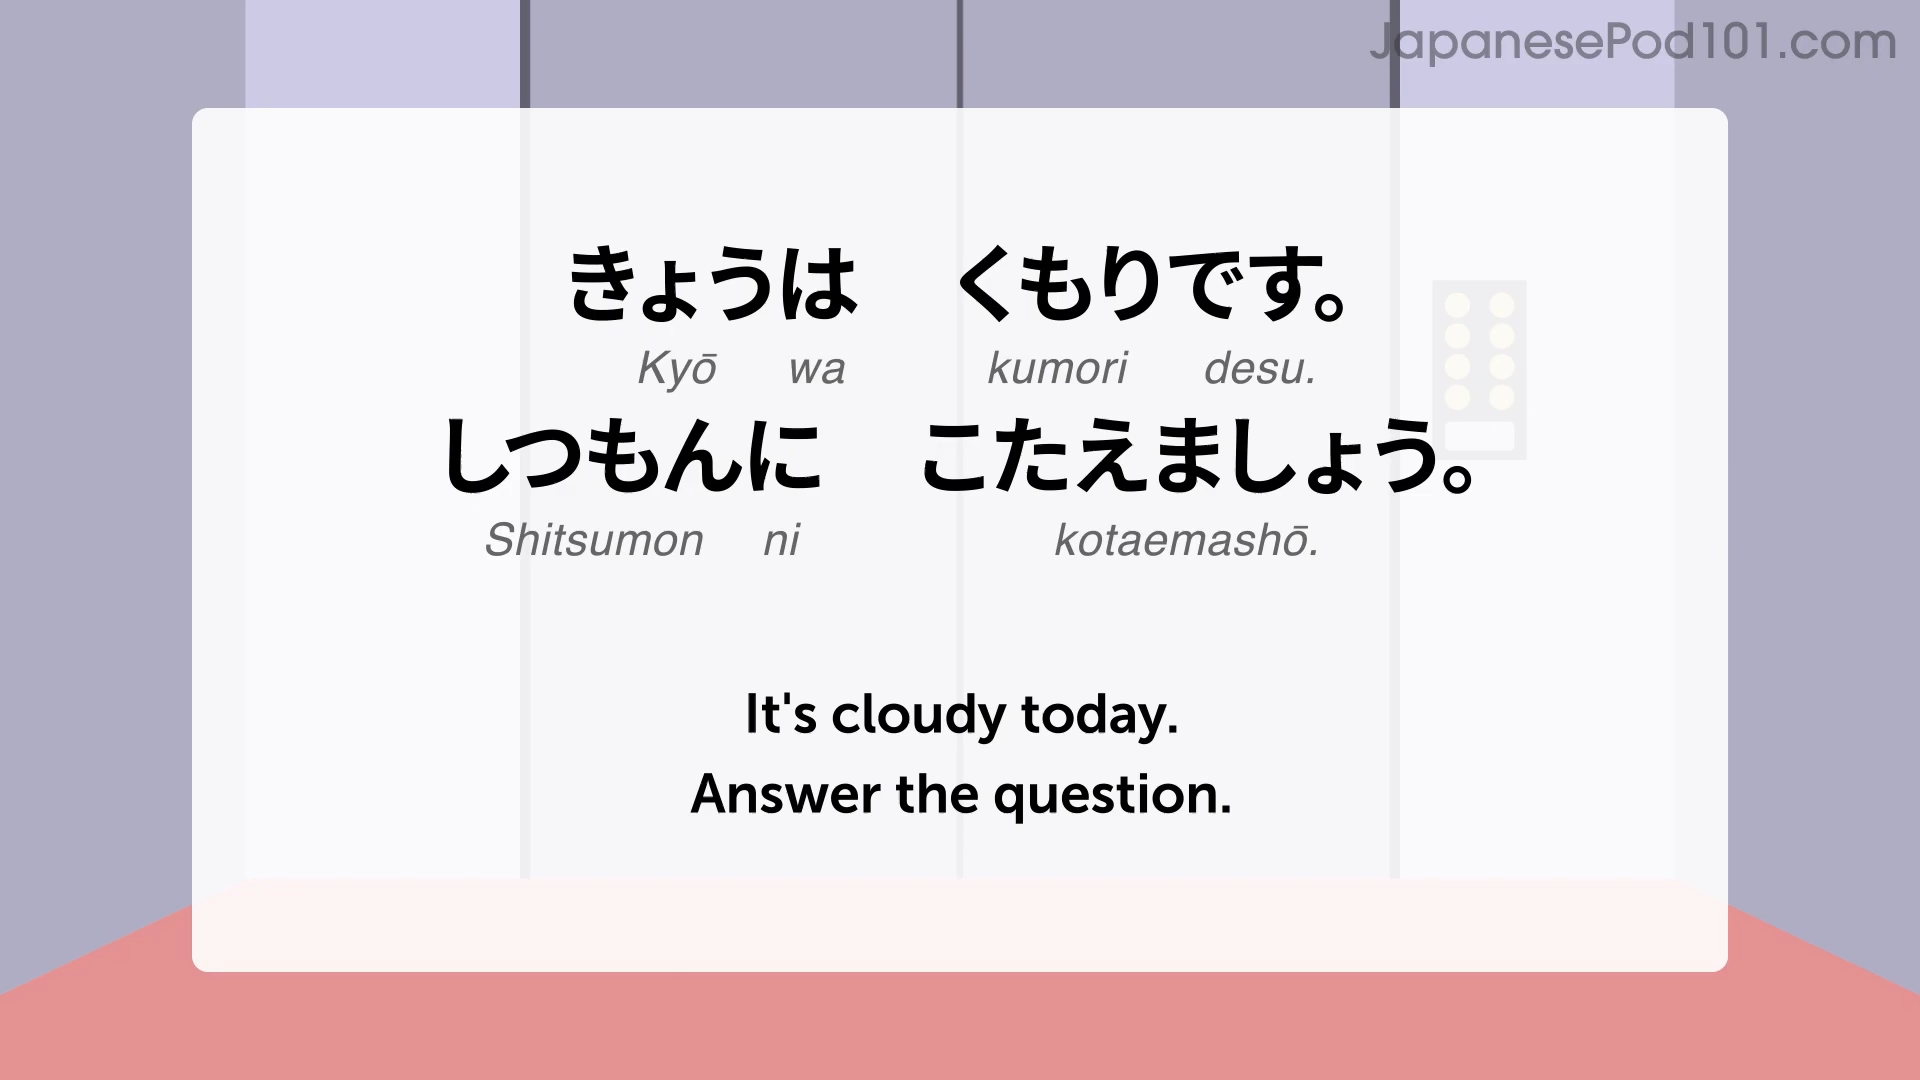 JapanesePod101.com
きょうは　くもりです。
Kyō wa kumori desu.
しつもんに　こたえましょう。
Shitsumon ni kotaemashō.
It's cloudy today.
Answer the question.